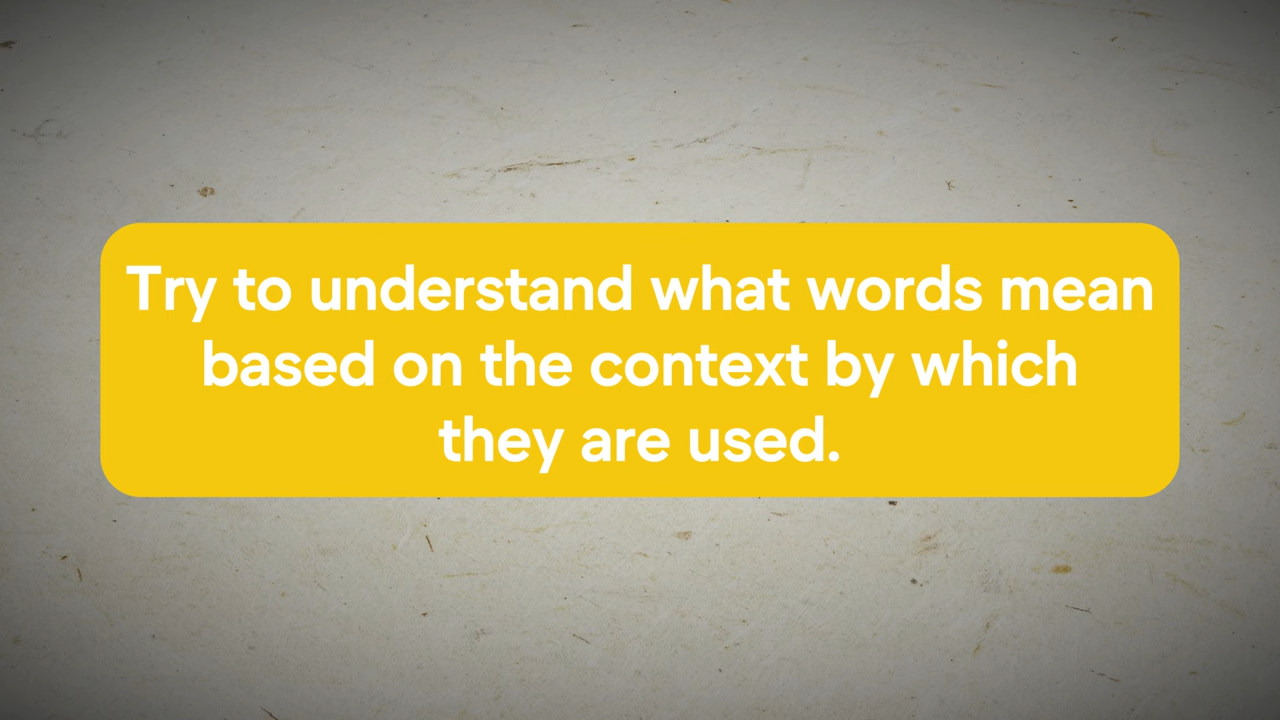 Try to understand what words mean
based on the context by which
they are used.